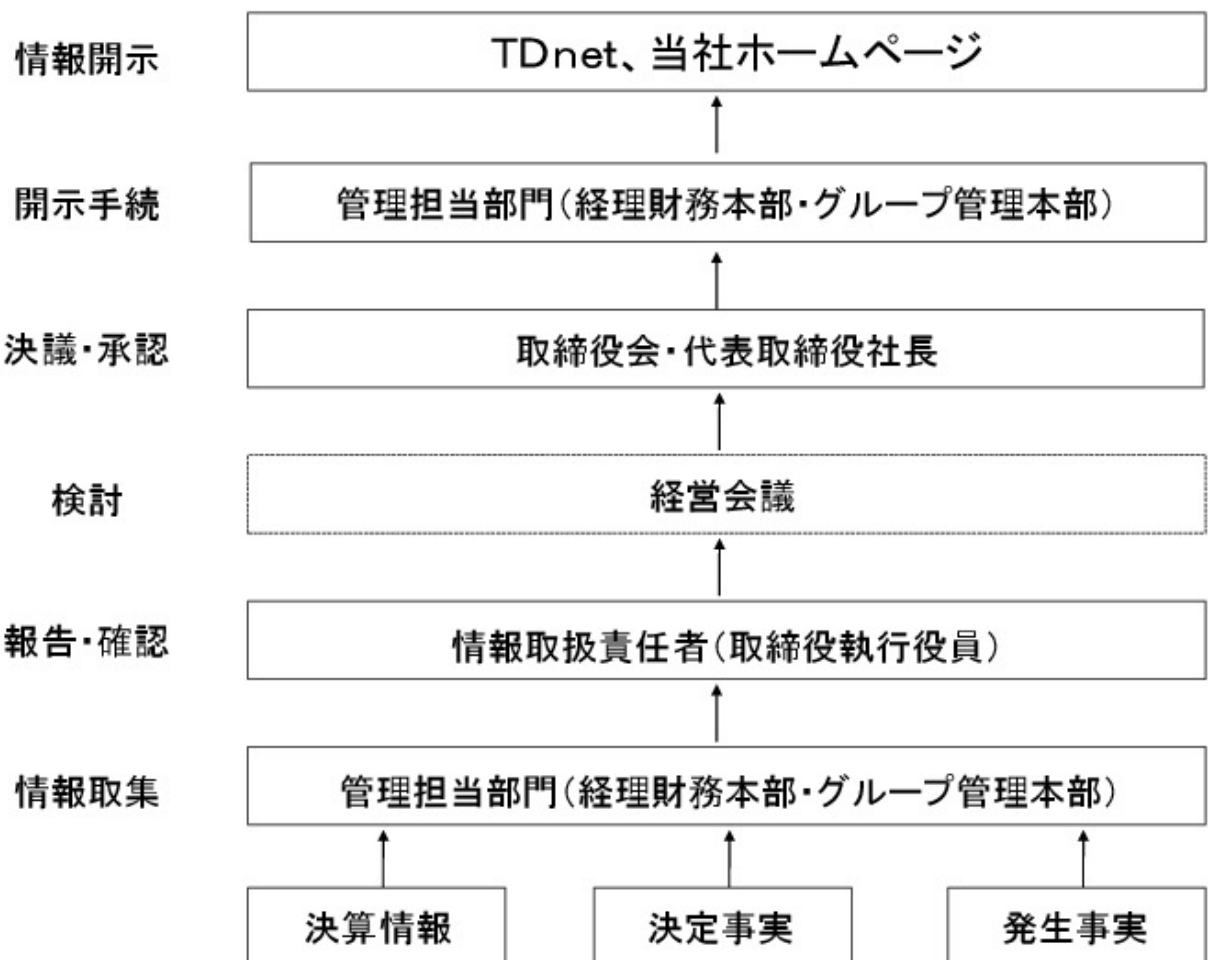 情報開示 TDnet、当社ホームページ
開示手続 管理担当部門(経理財務本部・グループ管理本部)
決議・承認 取締役会・代表取締役社長
検討 経営会議
報告・確認 情報取扱責任者(取締役執行役員)
情報取集 管理担当部門(経理財務本部・グループ管理本部)
決算情報 決定事実 発生事実